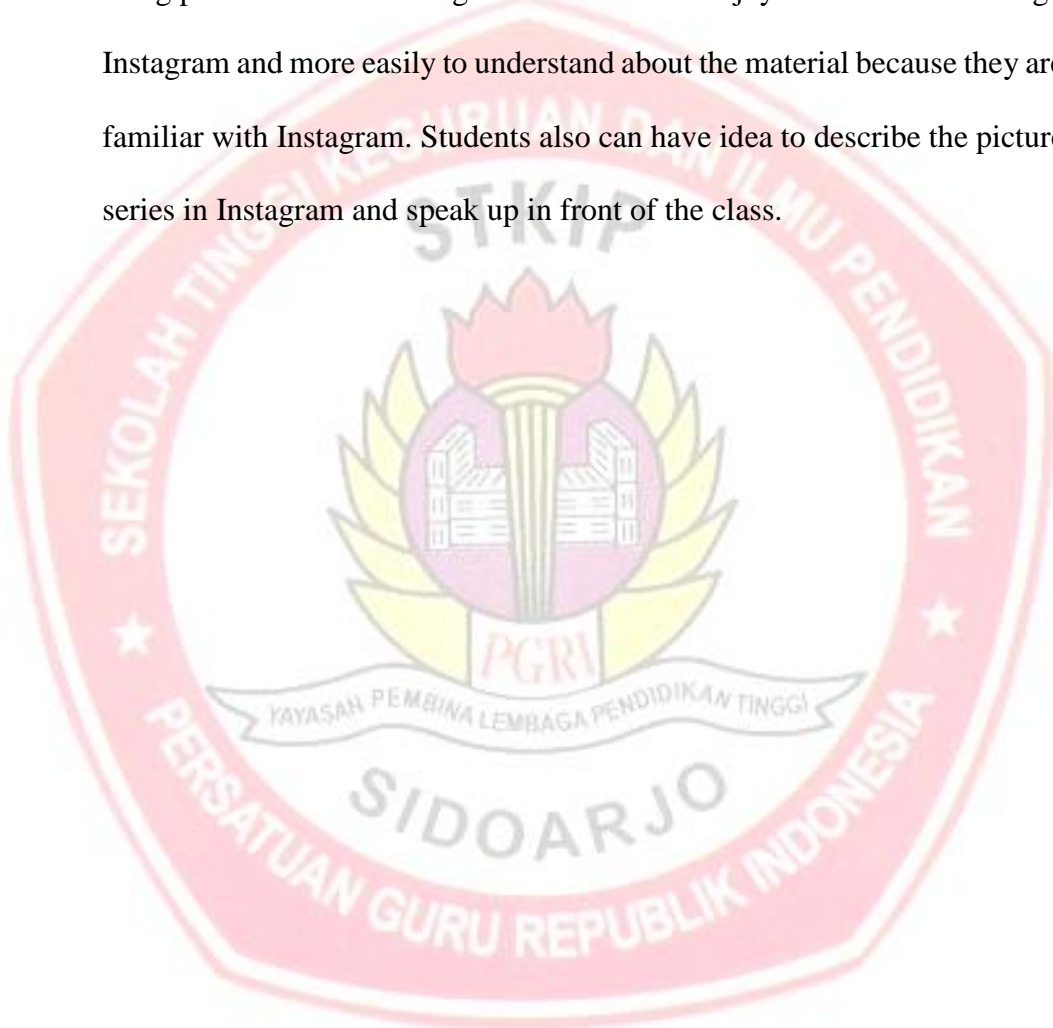 Instagram and more easily to understand about the material because they are
familiar with Instagram. Students also can have idea to describe the picture
series in Instagram and speak up in front of the class.
SEKOLAH TINGGI KEGURUAN DAN ILMU PENDIDIKAN
STKIP
PGRI
YAYASAN PEMBINA LEMBAGA PENDIDIKAN TINGGI
SIDOARJO
PERSATUAN GURU REPUBLIK INDONESIA